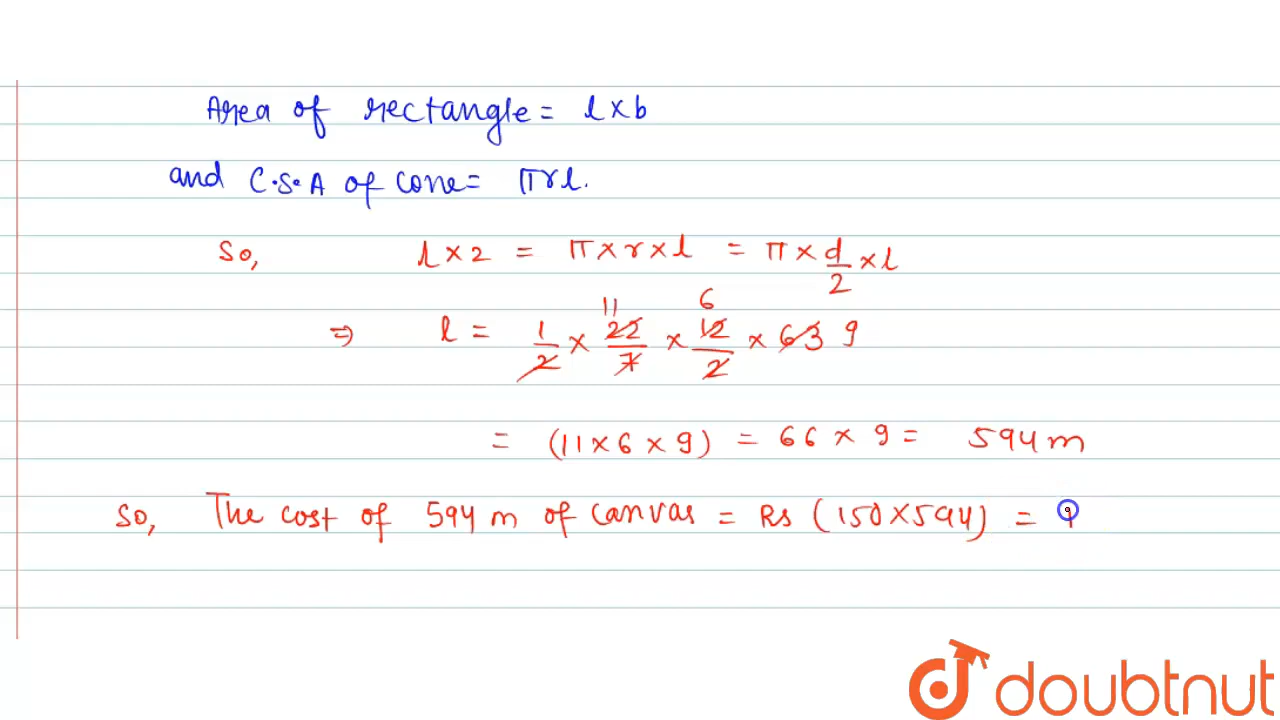 Area of rectangle = l × b
and C.S.A of cone = πrl.
So, l × 2 = π × r × l = π × d/2 × l
⇒ l = 1/2 × 22/7 × 12/2 × 63 11 6 9
= (11 × 6 × 9) = 66 × 9 = 594 m
So, The cost of 594 m of canvas = Rs (150 × 594) =
doubtnut